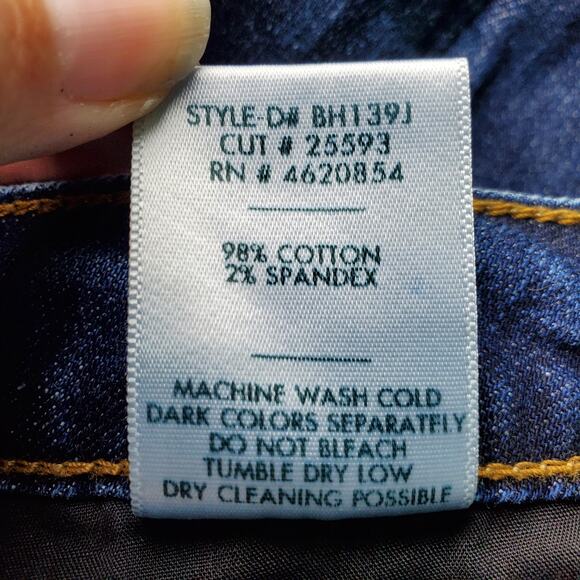 STYLE-D# BH139J
CUT # 25593
RN # 4620854
98% COTTON
2% SPANDEX
MACHINE WASH COLD
DARK COLORS SEPARATELY
DO NOT BLEACH
TUMBLE DRY LOW
DRY CLEANING POSSIBLE